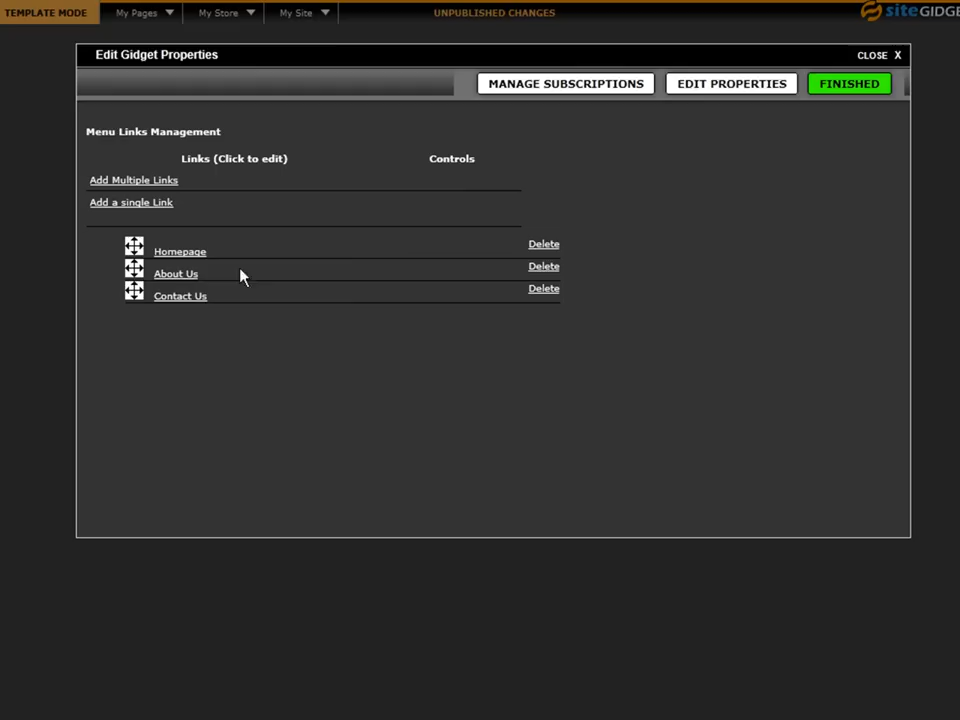 TEMPLATE MODE My Pages My Store My Site UNPUBLISHED CHANGES siteGIDGE
Edit Gidget Properties CLOSE X
MANAGE SUBSCRIPTIONS EDIT PROPERTIES FINISHED
Menu Links Management
Links (Click to edit) Controls
Add Multiple Links
Add a single Link
Homepage Delete
About Us Delete
Contact Us Delete